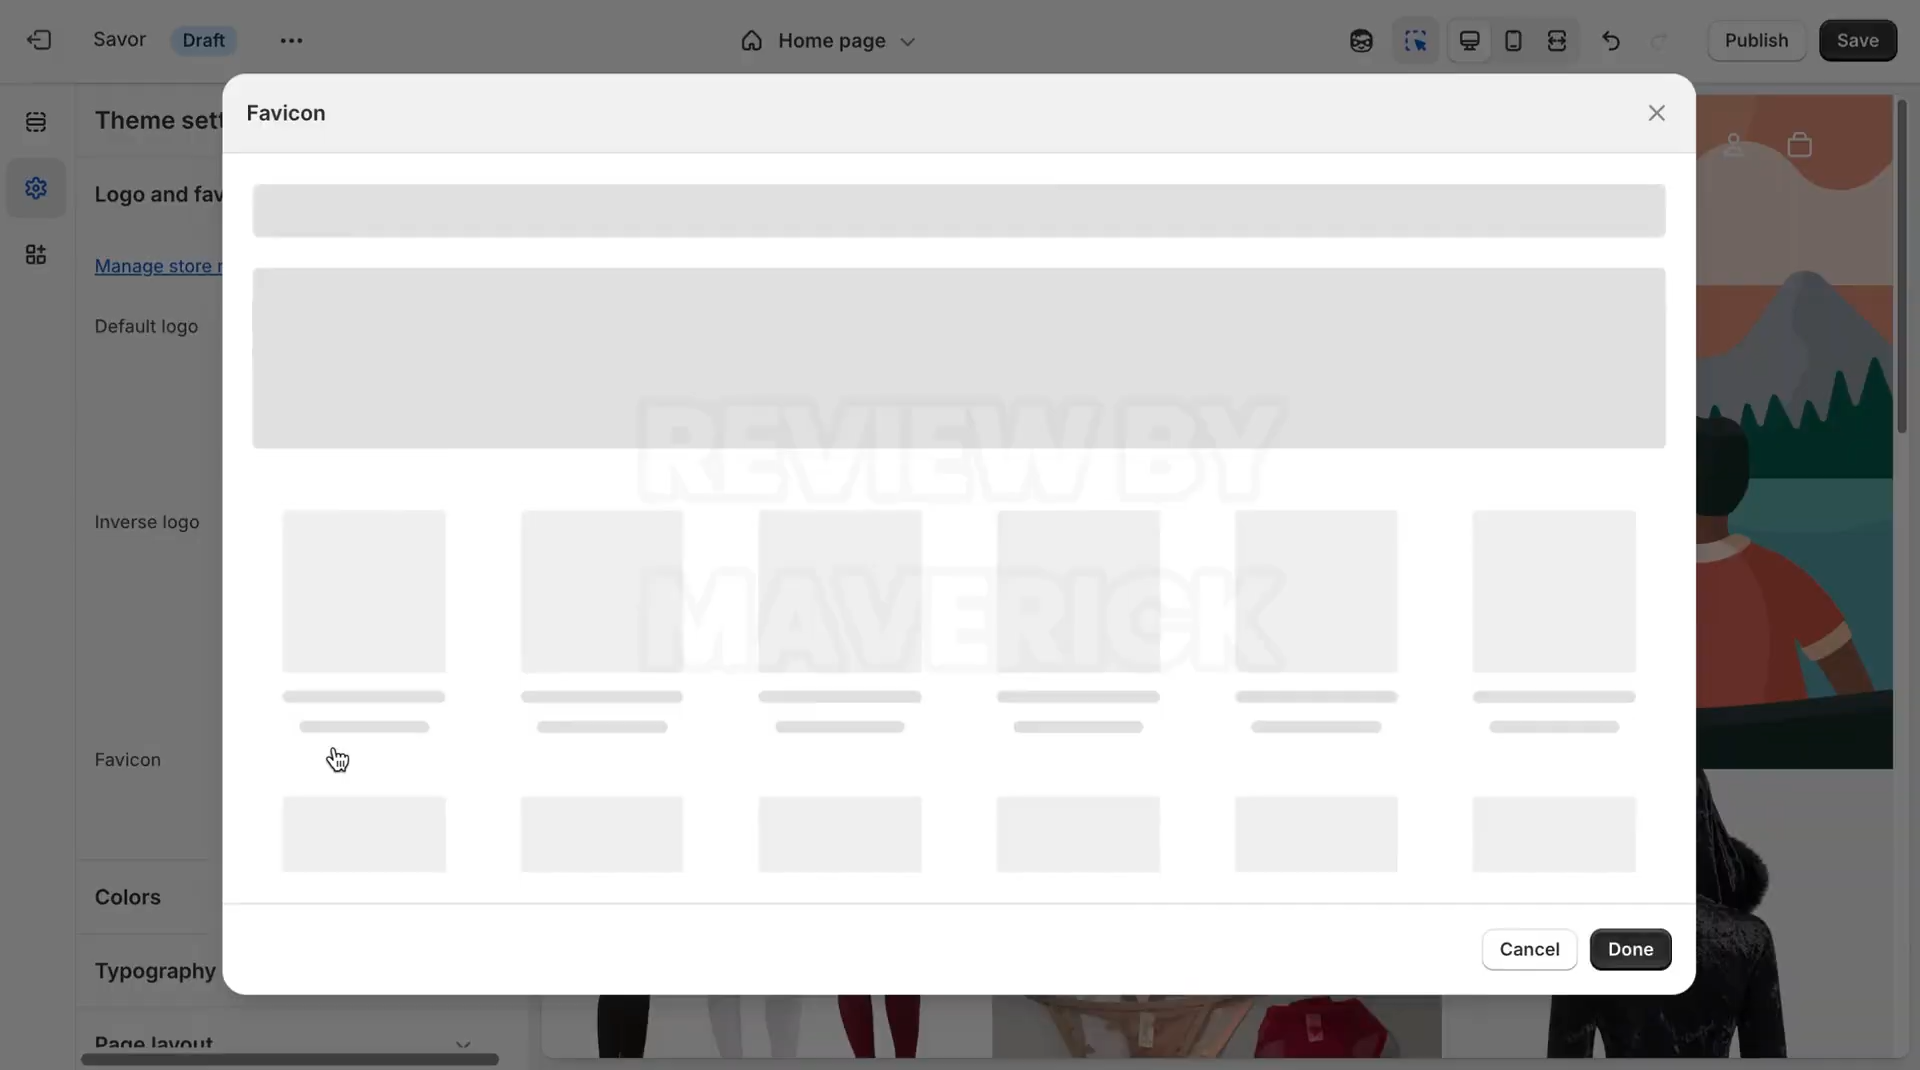 Savor
Draft
Home page
Publish
Save
Theme sett
Favicon
Logo and fav
Manage store r
Default logo
REVIEW BY
MAVERICK
Inverse logo
Favicon
Colors
Typography
Page layout
Cancel
Done